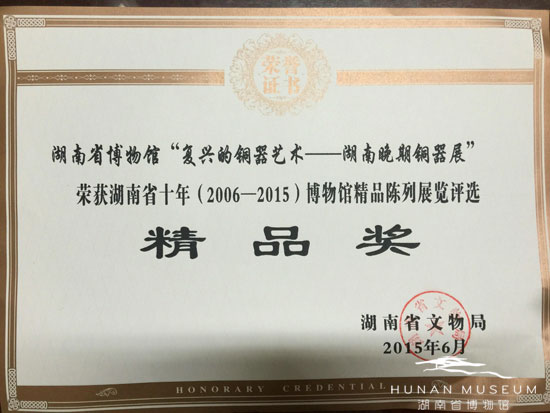 荣誉
证书
湖南省博物馆“复兴的铜器艺术——湖南晚期铜器展”
荣获湖南省十年（2006—2015）博物馆精品陈列展览评选
精品奖
湖南省文物局
2015年6月
HONORARY CREDENTIAL
HUNAN MUSEUM
湖南省博物馆